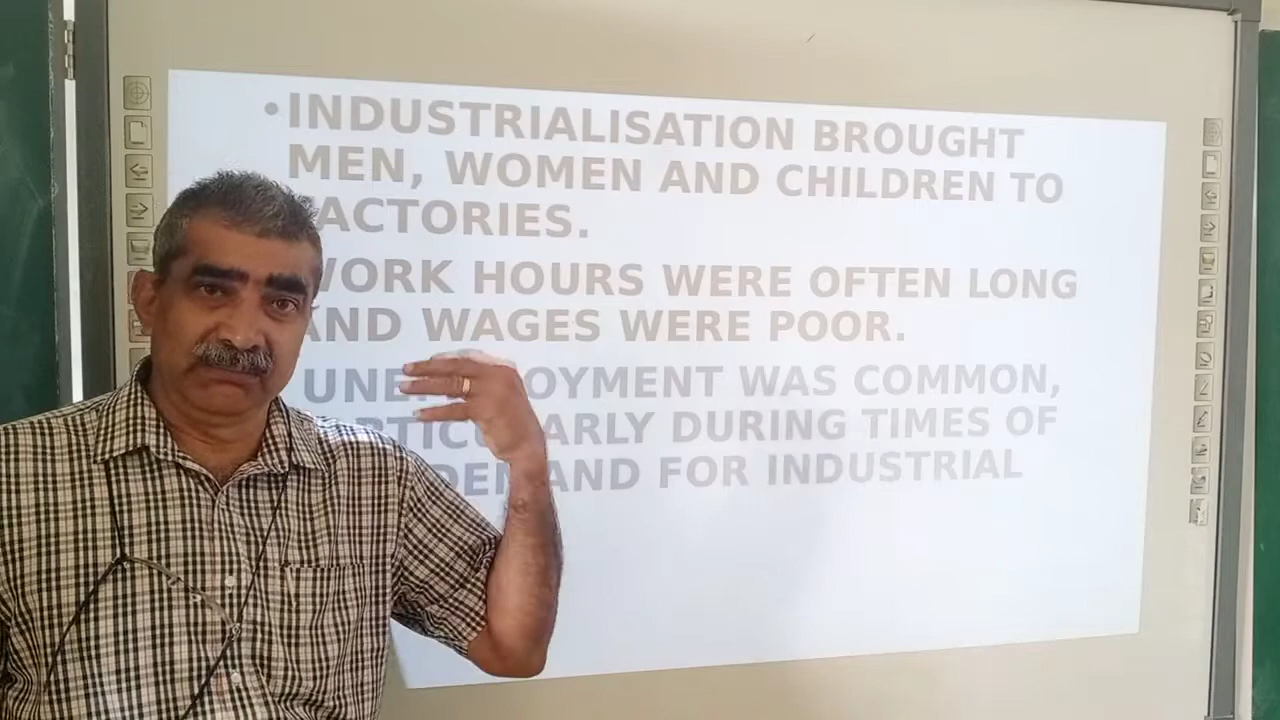 • INDUSTRIALISATION BROUGHT
MEN, WOMEN AND CHILDREN TO
ACTORIES.
WORK HOURS WERE OFTEN LONG
AND WAGES WERE POOR.
WAS COMMON,
DURING TIMES OF
FOR INDUSTRIAL